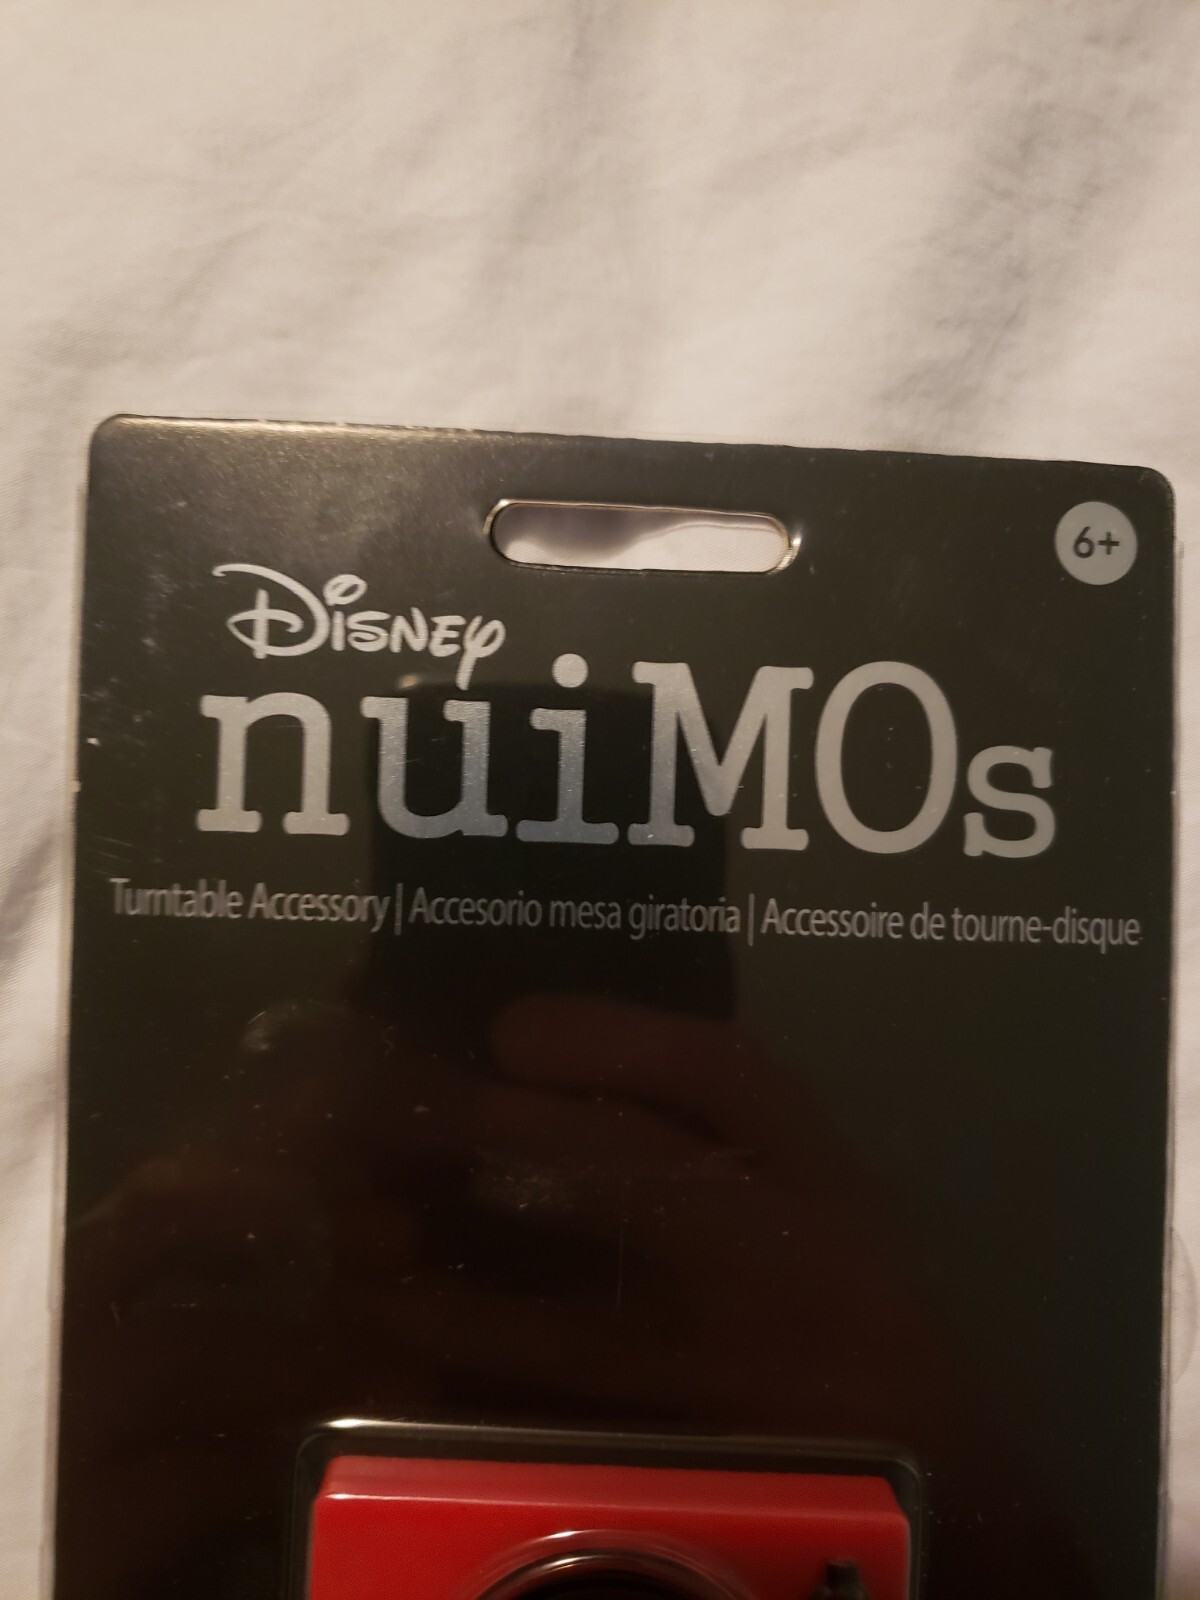 6+
Disney
nuiMOs
Turntable Accessory | Accesorio mesa giratoria | Accessoire de tourne-disque